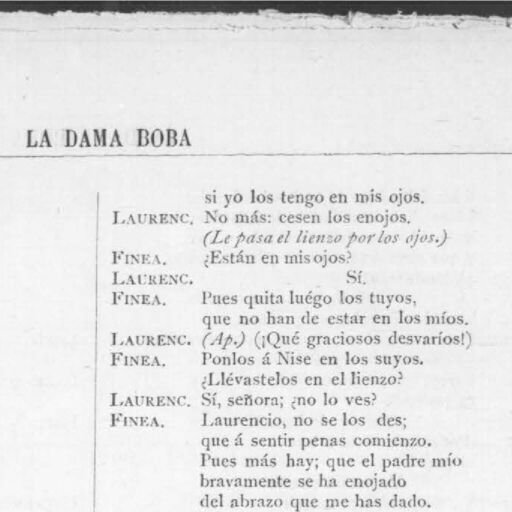 LA DAMA BOBA
si yo los tengo en mis ojos.
LAURENC. No más: cesen los enojos.
(Le pasa el lienzo por los ojos.)
FINEA. ¿Están en mis ojos?
LAURENC. Sí.
FINEA. Pues quita luégo los tuyos,
que no han de estar en los míos.
LAURENC. (Ap.) (¡Qué graciosos desvaríos!)
FINEA. Ponlos á Nise en los suyos.
¿Llévastelos en el lienzo?
LAURENC. Sí, señora; ¿no lo ves?
FINEA. Laurencio, no se los des;
que á sentir penas comienzo.
Pues más hay; que el padre mío
bravamente se ha enojado
del abrazo que me has dado.